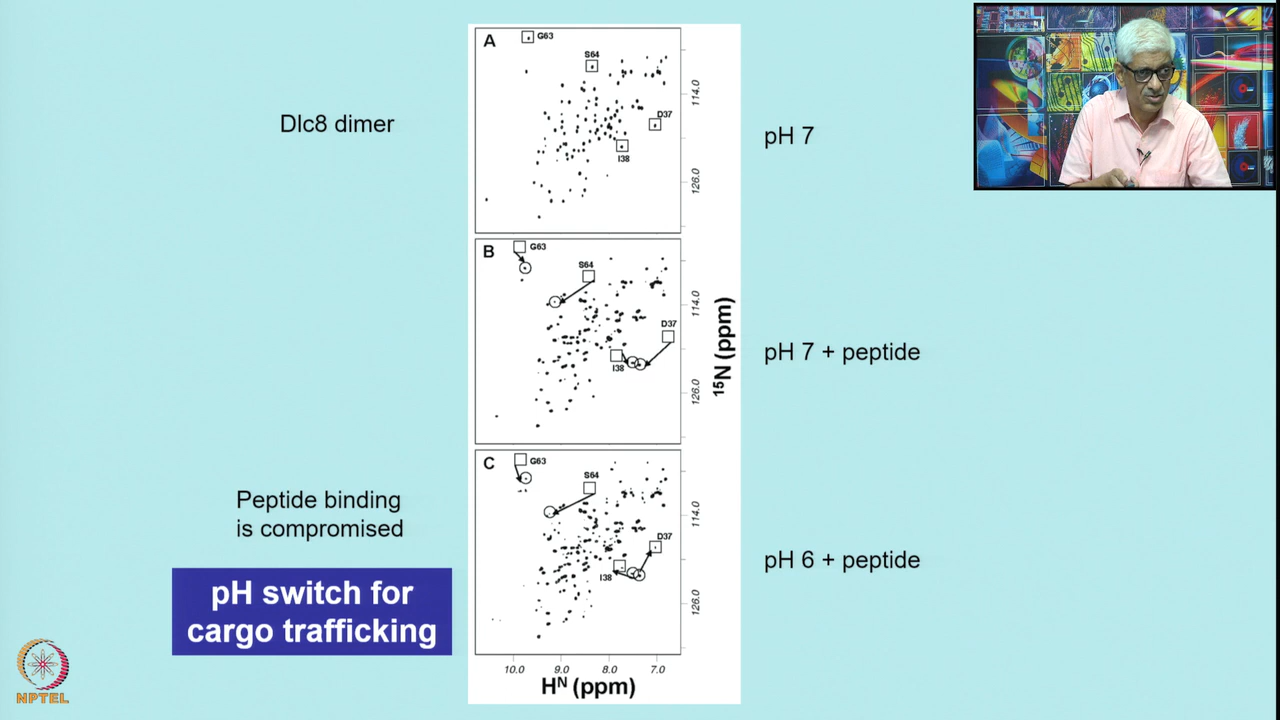 Dlc8 dimer
A
G63
S64
D37
I38
114.0
126.0
pH 7
B
G63
S64
D37
I38
114.0
126.0
15N (ppm)
pH 7 + peptide
C
G63
S64
D37
I38
114.0
126.0
pH 6 + peptide
10.0 9.0 8.0 7.0
HN (ppm)
Peptide binding
is compromised
pH switch for
cargo trafficking
NPTEL